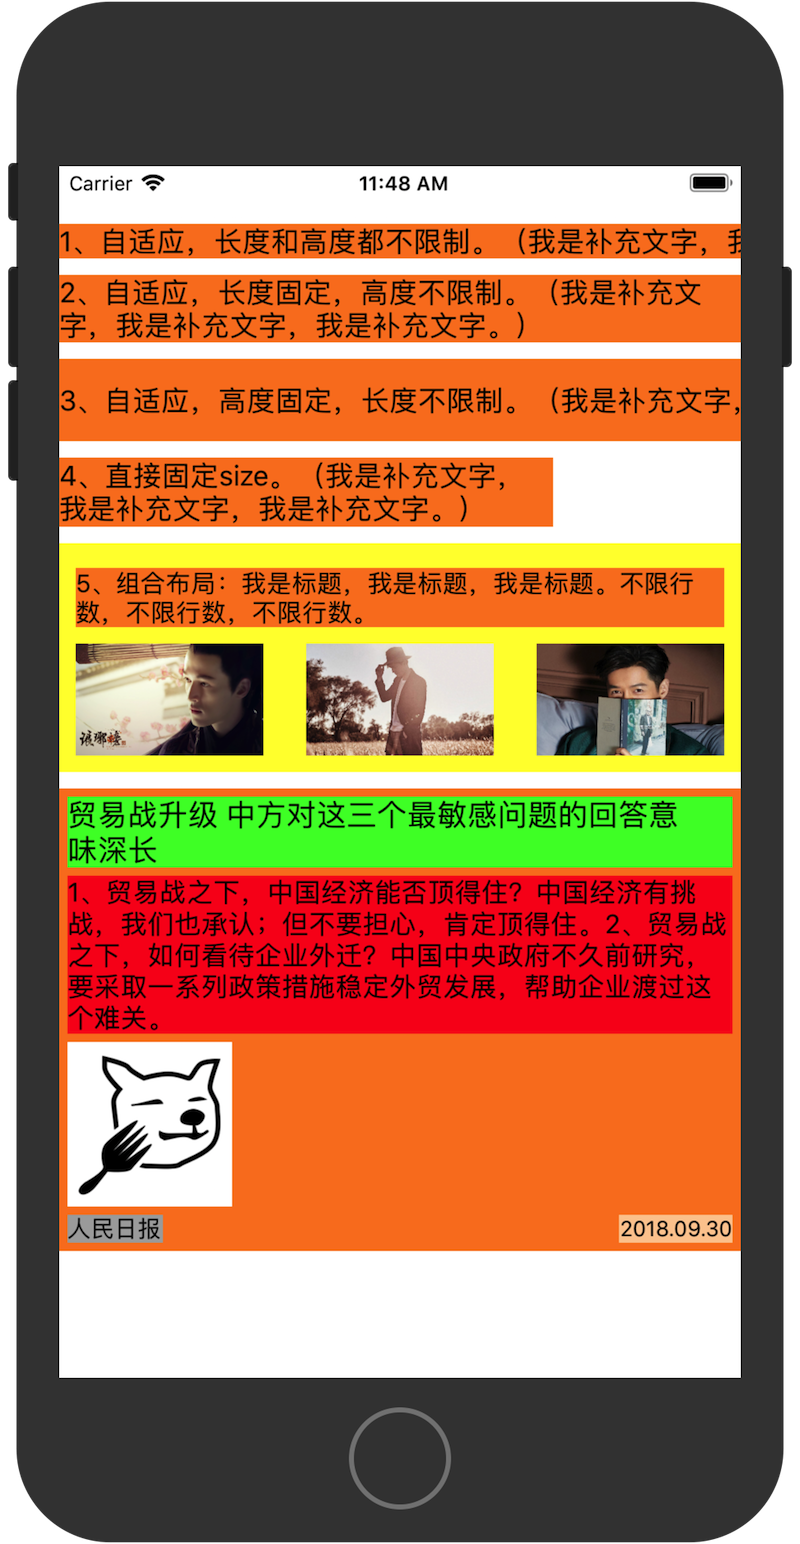 Carrier
11:48 AM
1、自适应，长度和高度都不限制。（我是补充文字，
2、自适应，长度固定，高度不限制。（我是补充文
字，我是补充文字，我是补充文字。）
3、自适应，高度固定，长度不限制。（我是补充文字，
4、直接固定size。（我是补充文字，
我是补充文字，我是补充文字。）
5、组合布局：我是标题，我是标题，我是标题。不限行
数，不限行数，不限行数。
琅琊榜
贸易战升级 中方对这三个最敏感问题的回答意
味深长
1、贸易战之下，中国经济能否顶得住？中国经济有挑
战，我们也承认；但不要担心，肯定顶得住。2、贸易战
之下，如何看待企业外迁？中国中央政府不久前研究，
要采取一系列政策措施稳定外贸发展，帮助企业渡过这
个难关。
人民日报
2018.09.30